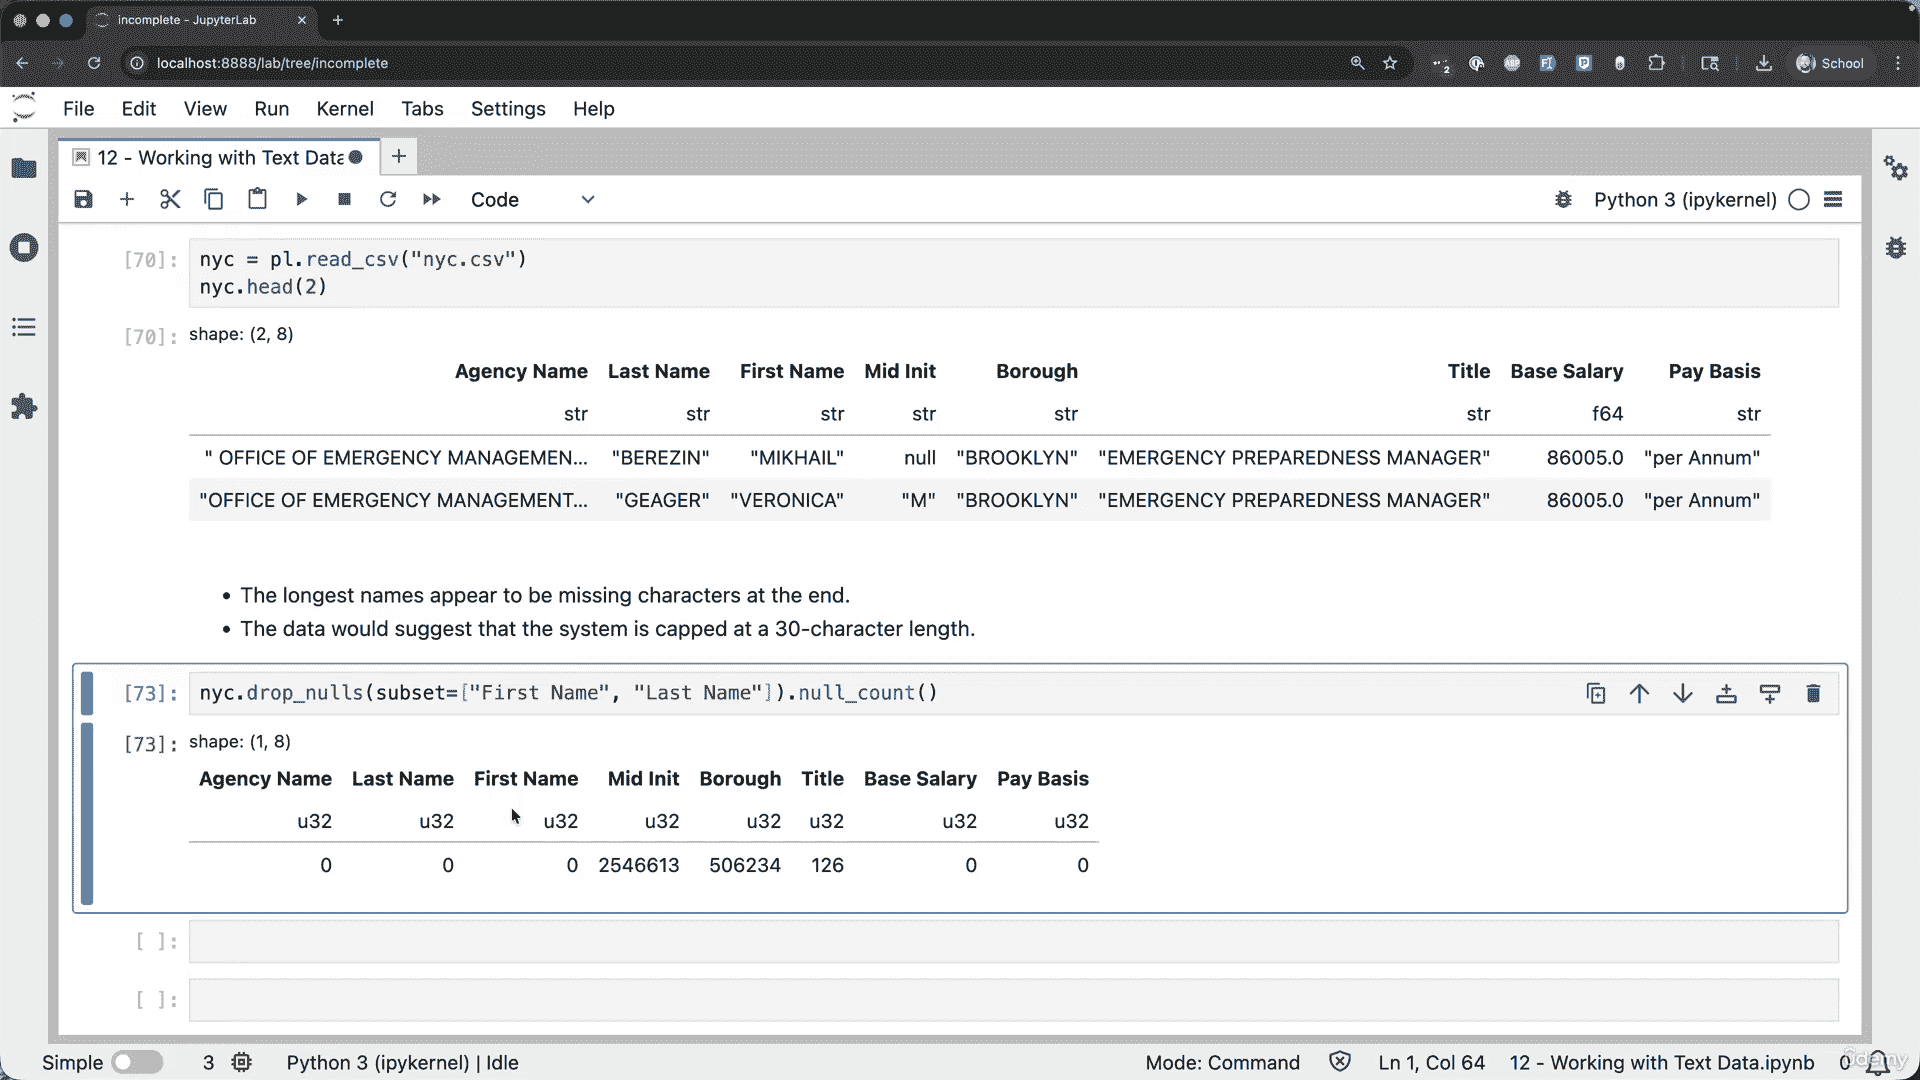 incomplete - JupyterLab
localhost:8888/lab/tree/incomplete
2
ABP
School
File Edit View Run Kernel Tabs Settings Help
12 - Working with Text Data
Code
Python 3 (ipykernel)
[70]: nyc = pl.read_csv("nyc.csv")
nyc.head(2)
[70]: shape: (2, 8)
Agency Name Last Name First Name Mid Init Borough Title Base Salary Pay Basis
str str str str str str f64 str
" OFFICE OF EMERGENCY MANAGEMEN... "BEREZIN" "MIKHAIL" null "BROOKLYN" "EMERGENCY PREPAREDNESS MANAGER" 86005.0 "per Annum"
"OFFICE OF EMERGENCY MANAGEMENT... "GEAGER" "VERONICA" "M" "BROOKLYN" "EMERGENCY PREPAREDNESS MANAGER" 86005.0 "per Annum"
• The longest names appear to be missing characters at the end.
• The data would suggest that the system is capped at a 30-character length.
[73]: nyc.drop_nulls(subset=["First Name", "Last Name"]).null_count()
[73]: shape: (1, 8)
Agency Name Last Name First Name Mid Init Borough Title Base Salary Pay Basis
u32 u32 u32 u32 u32 u32 u32 u32
0 0 0 2546613 506234 126 0 0
[ ]:
[ ]:
Simple 3 Python 3 (ipykernel) | Idle Mode: Command Ln 1, Col 64 12 - Working with Text Data.ipynb 0
udemy